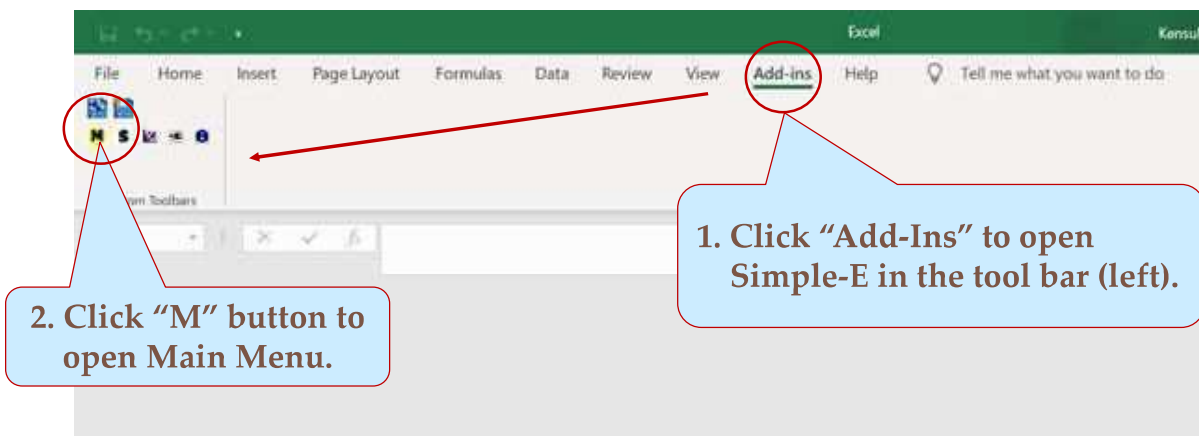 Excel Kensul
File Home Insert Page Layout Formulas Data Review View Add-ins Help Tell me what you want to do
M S
Toolbars
1. Click “Add-Ins” to open
Simple-E in the tool bar (left).
2. Click “M” button to
open Main Menu.